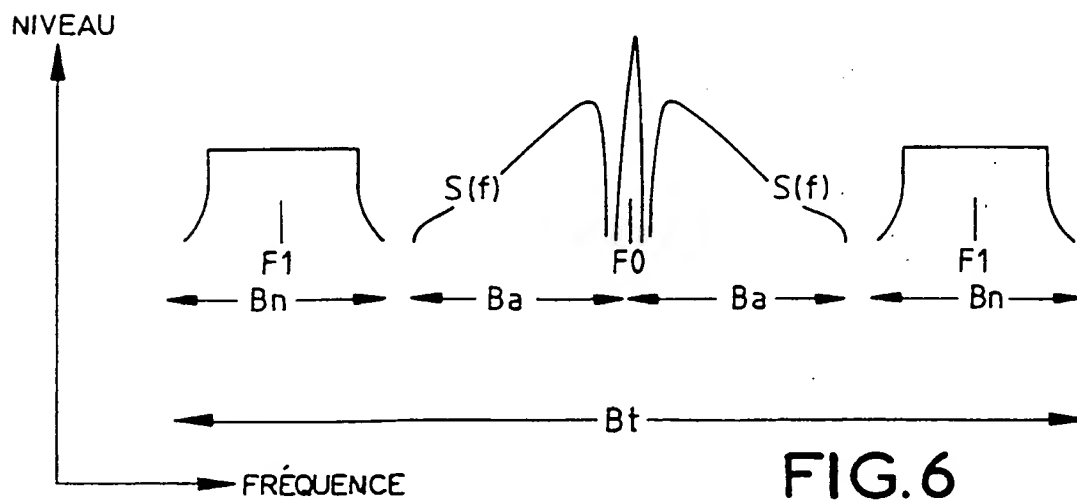 NIVEAU
S(f) S(f)
F1 F0 F1
Bn Ba Ba Bn
Bt
FRÉQUENCE
FIG.6